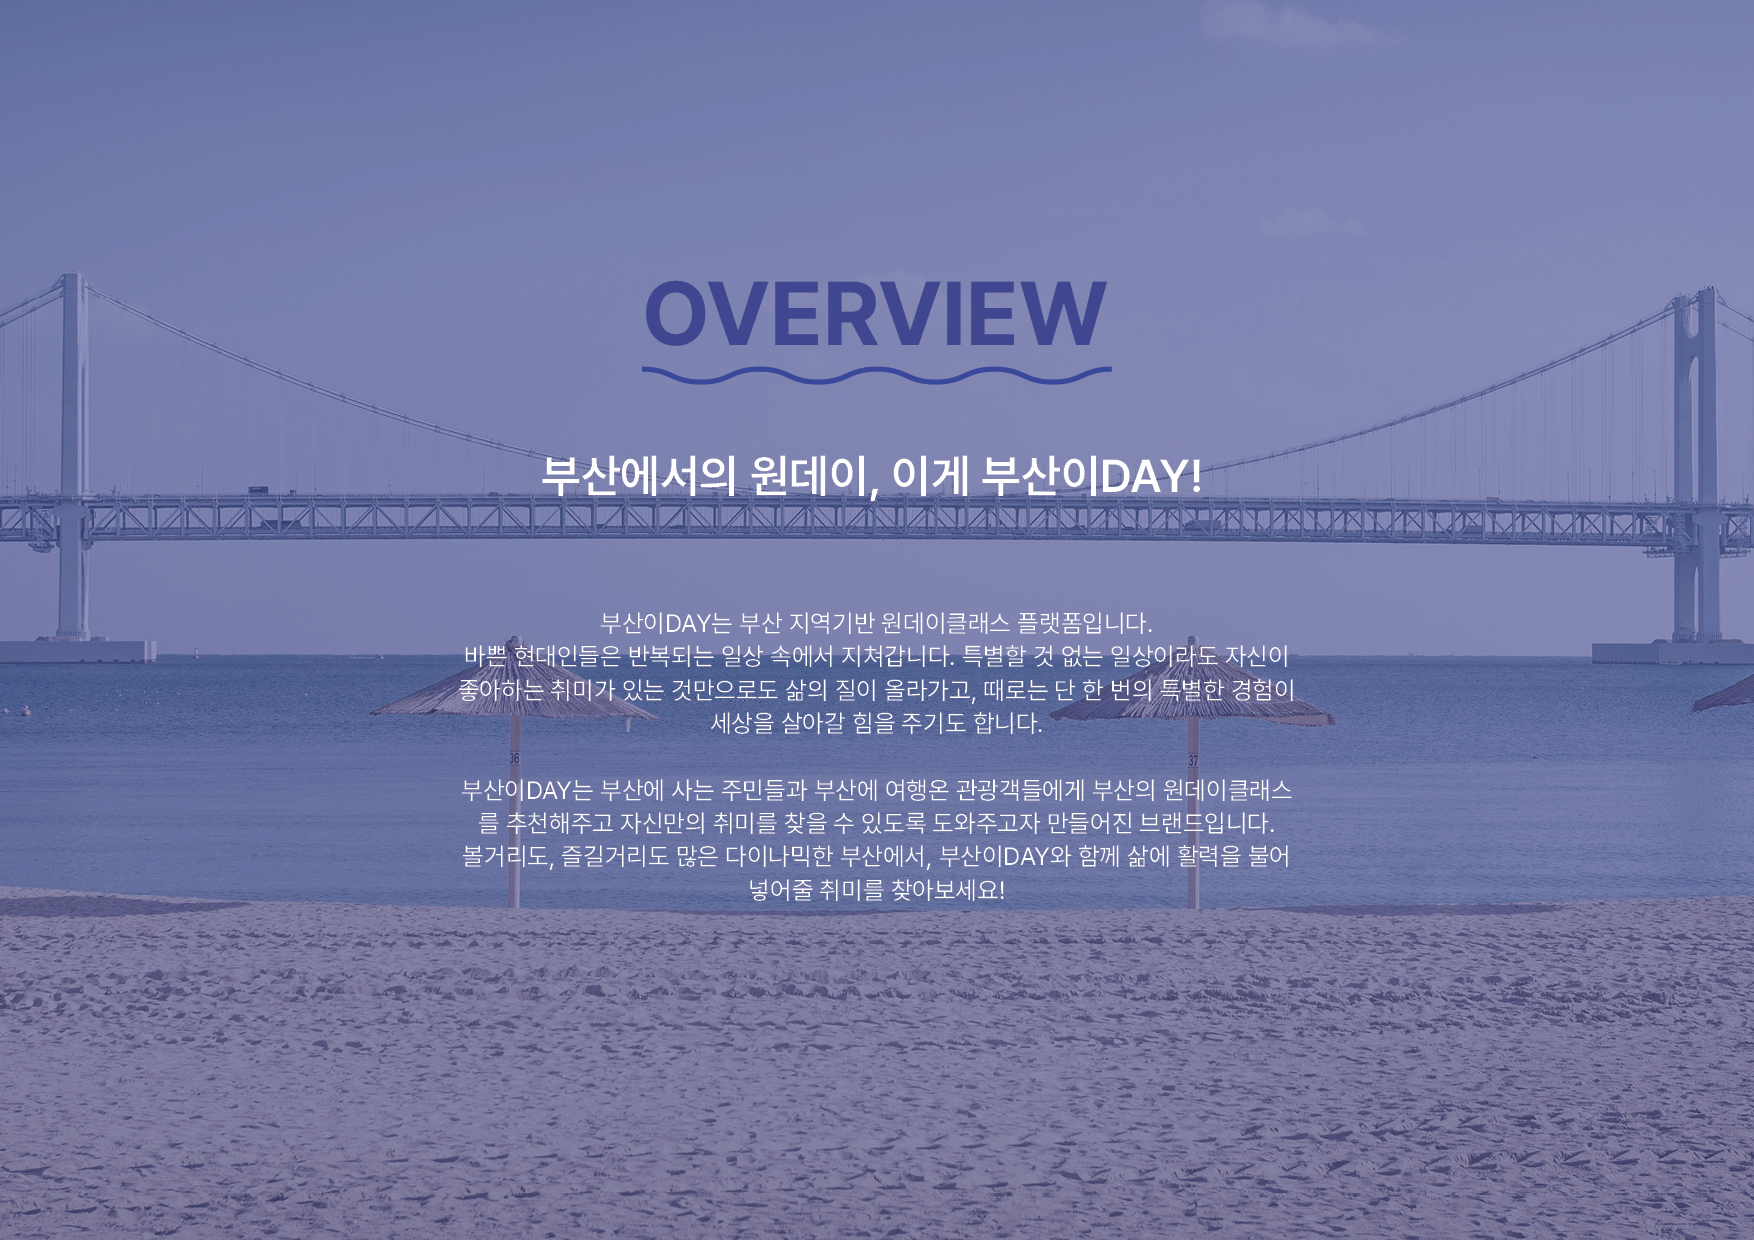 OVERVIEW
부산에서의 원데이, 이게 부산이DAY!
부산이DAY는 부산 지역기반 원데이클래스 플랫폼입니다.
바쁜 현대인들은 반복되는 일상 속에서 지쳐갑니다. 특별할 것 없는 일상이라도 자신이
좋아하는 취미가 있는 것만으로도 삶의 질이 올라가고, 때로는 단 한 번의 특별한 경험이
세상을 살아갈 힘을 주기도 합니다.
36
37
부산이DAY는 부산에 사는 주민들과 부산에 여행온 관광객들에게 부산의 원데이클래스
를 추천해주고 자신만의 취미를 찾을 수 있도록 도와주고자 만들어진 브랜드입니다.
볼거리도, 즐길거리도 많은 다이나믹한 부산에서, 부산이DAY와 함께 삶에 활력을 불어
넣어줄 취미를 찾아보세요!